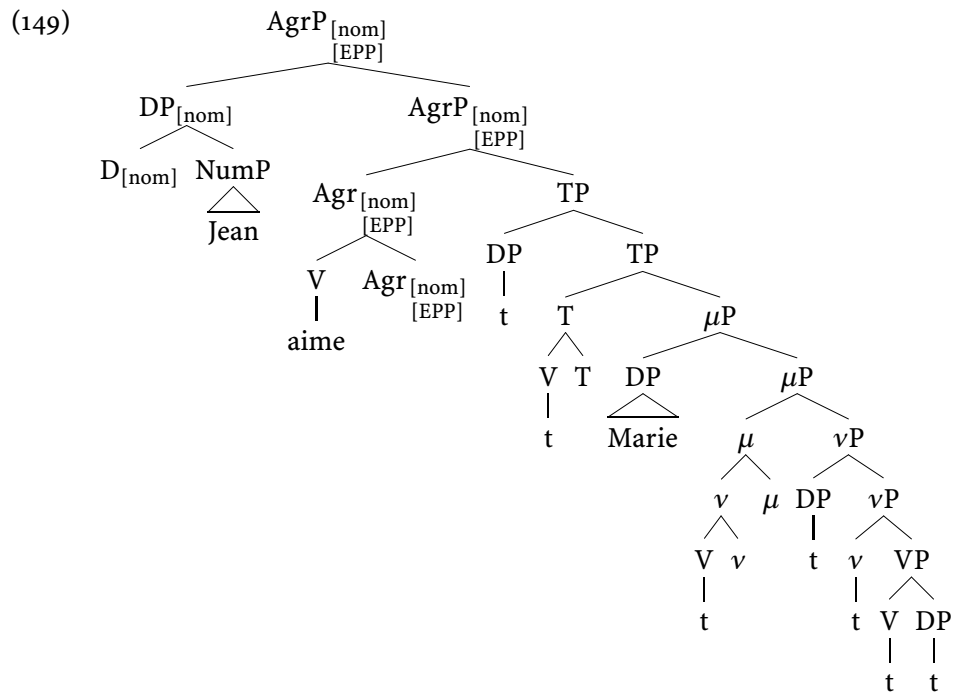 (149) AgrP[nom]
[EPP]
DP[nom] AgrP[nom]
[EPP]
D[nom] NumP Agr[nom] TP
[EPP]
Jean V Agr[nom] DP TP
[EPP]
aime t T μP
V T DP μP
t Marie μ νP
ν μ DP νP
V ν t ν VP
t t V DP
t t